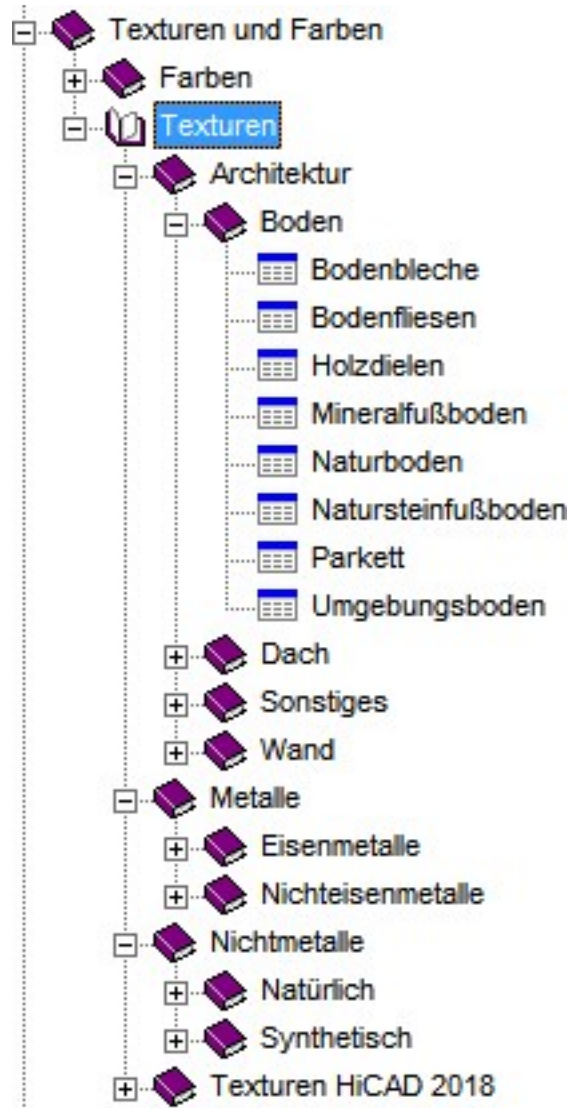 Texturen und Farben
Farben
Texturen
Architektur
Boden
Bodenbleche
Bodenfliesen
Holzdielen
Mineralfußboden
Naturboden
Natursteinfußboden
Parkett
Umgebungsboden
Dach
Sonstiges
Wand
Metalle
Eisenmetalle
Nichteisenmetalle
Nichtmetalle
Natürlich
Synthetisch
Texturen HiCAD 2018